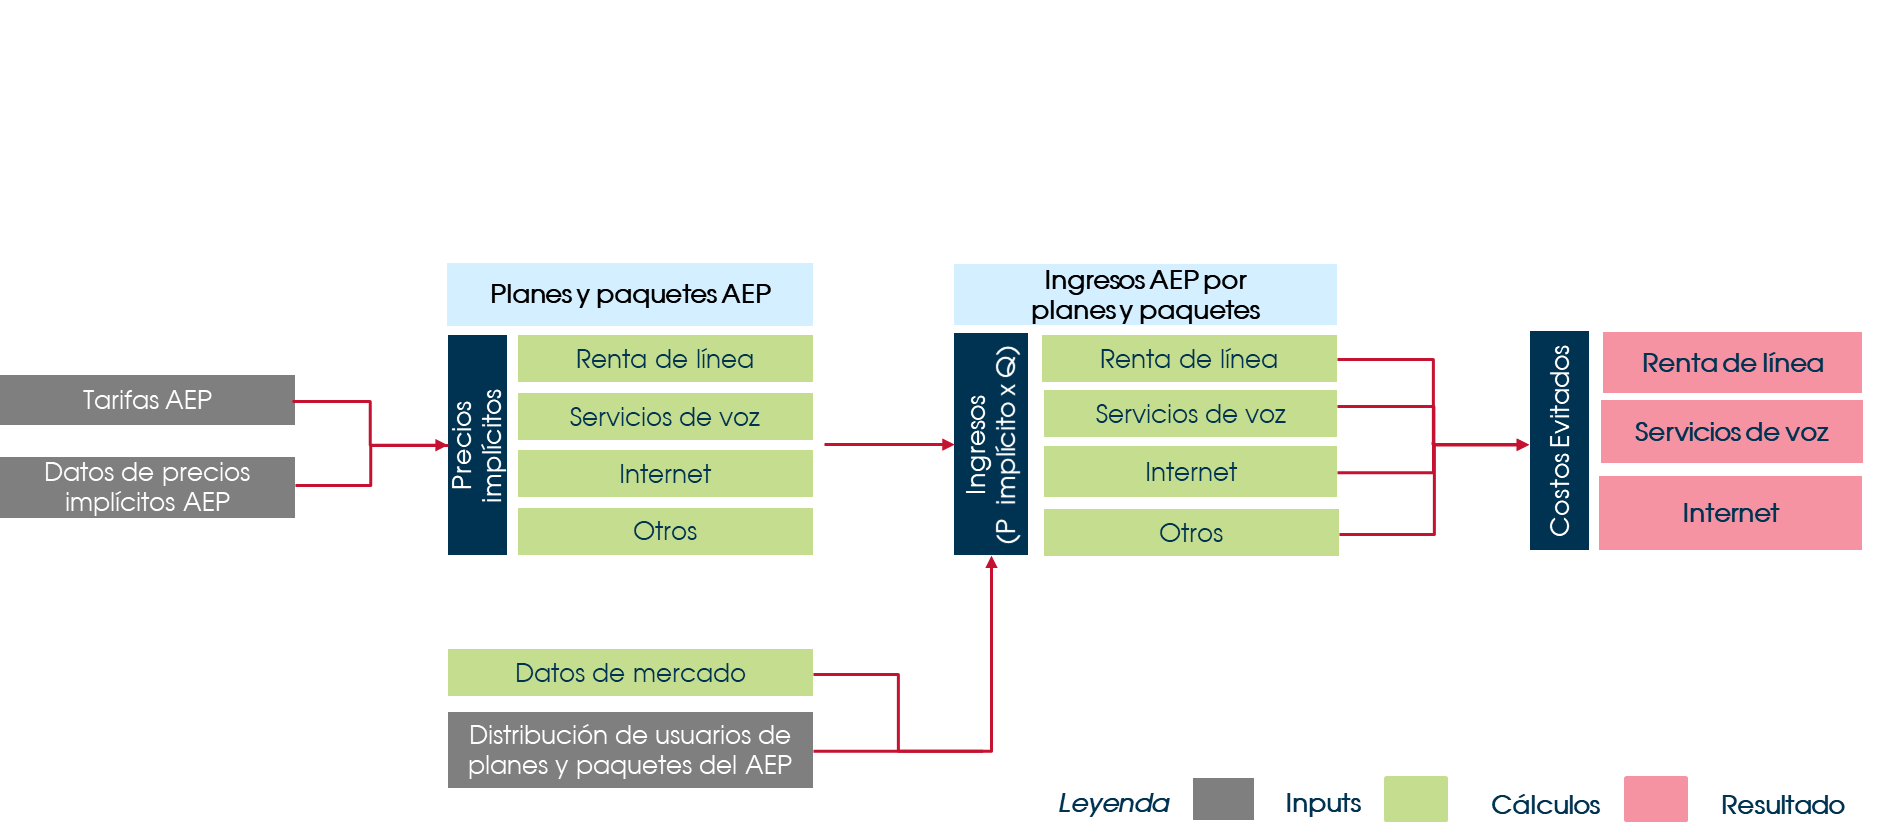 Tarifas AEP
Datos de precios
implícitos AEP
Planes y paquetes AEP
Precios
implícitos
Renta de línea
Servicios de voz
Internet
Otros
Datos de mercado
Distribución de usuarios de
planes y paquetes del AEP
Ingresos AEP por
planes y paquetes
Ingresos
(P implícito x Q)
Renta de línea
Servicios de voz
Internet
Otros
Costos Evitados
Renta de línea
Servicios de voz
Internet
Leyenda
Inputs
Cálculos
Resultado